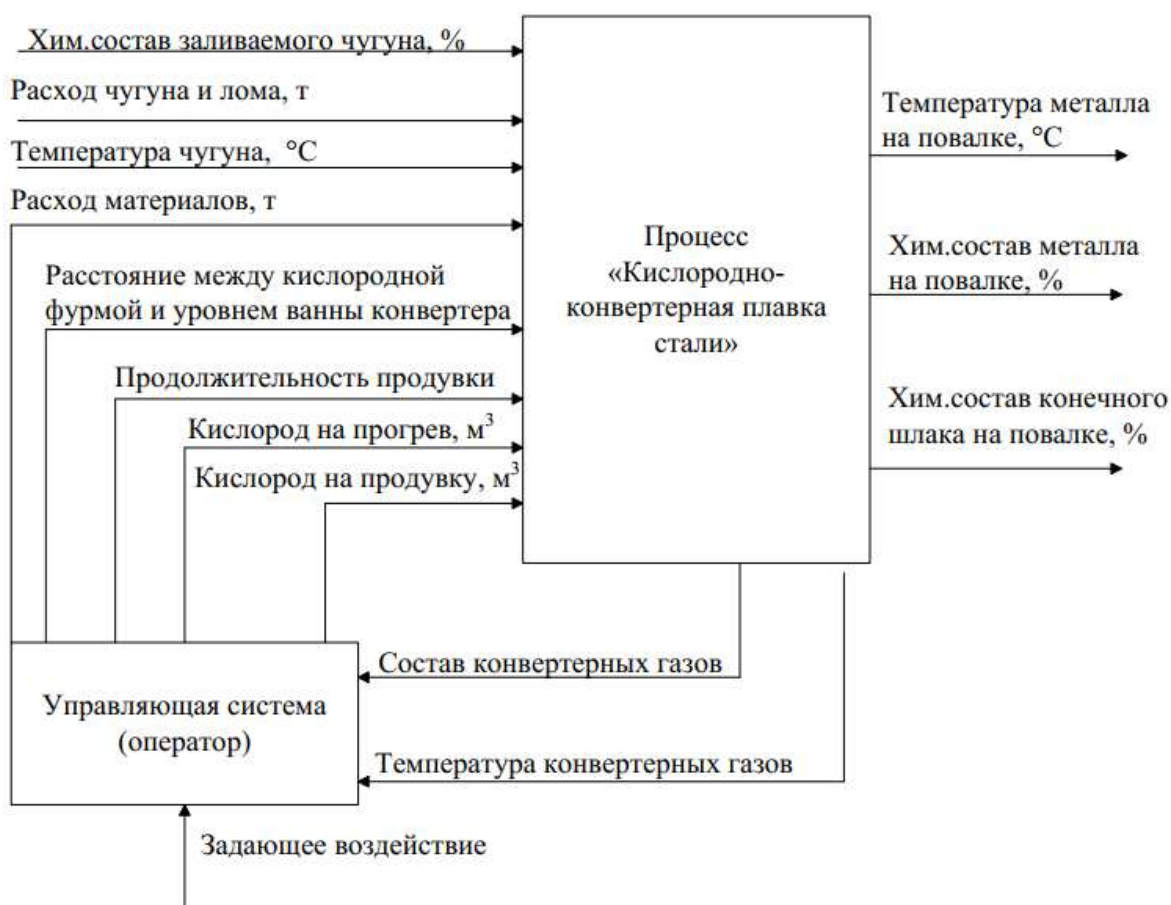 Хим.состав заливаемого чугуна, %
Расход чугуна и лома, т
Температура чугуна, °С
Расход материалов, т
Расстояние между кислородной
фурмой и уровнем ванны конвертера
Продолжительность продувки
Кислород на прогрев, м³
Кислород на продувку, м³
Процесс
«Кислородно-
конвертерная плавка
стали»
Температура металла
на повалке, °С
Хим.состав металла
на повалке, %
Хим.состав конечного
шлака на повалке, %
Состав конвертерных газов
Управляющая система
(оператор)
Температура конвертерных газов
Задающее воздействие